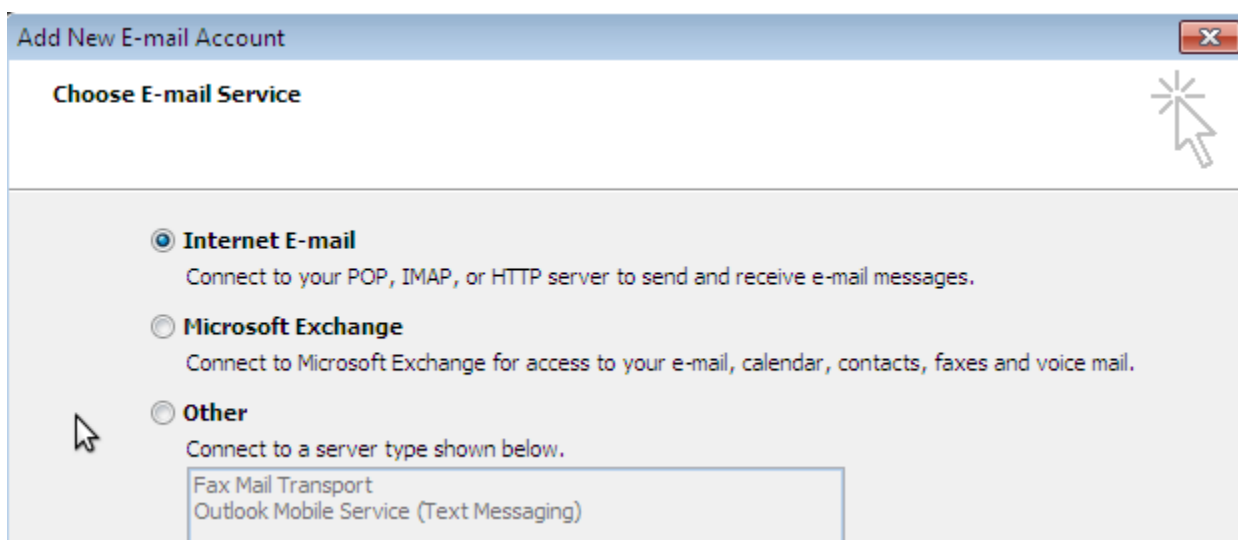 Add New E-mail Account
Choose E-mail Service
Internet E-mail
Connect to your POP, IMAP, or HTTP server to send and receive e-mail messages.
Microsoft Exchange
Connect to Microsoft Exchange for access to your e-mail, calendar, contacts, faxes and voice mail.
Other
Connect to a server type shown below.
Fax Mail Transport
Outlook Mobile Service (Text Messaging)